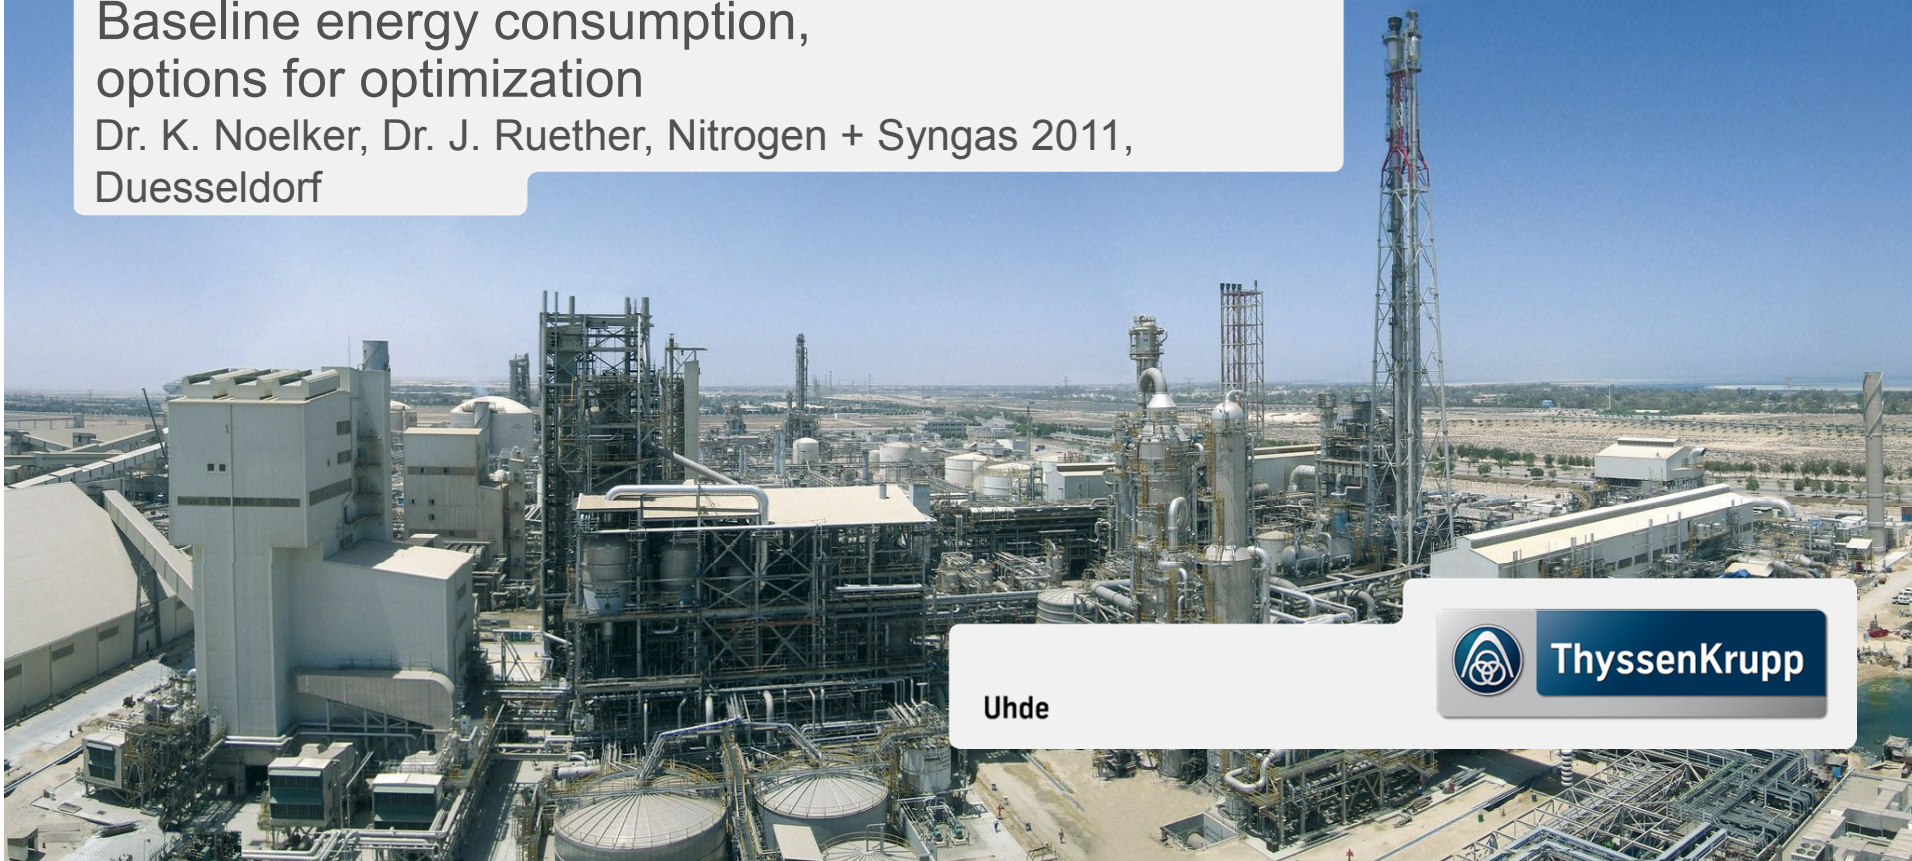 Baseline energy consumption,
options for optimization
Dr. K. Noelker, Dr. J. Ruether, Nitrogen + Syngas 2011,
Duesseldorf
ThyssenKrupp
Uhde